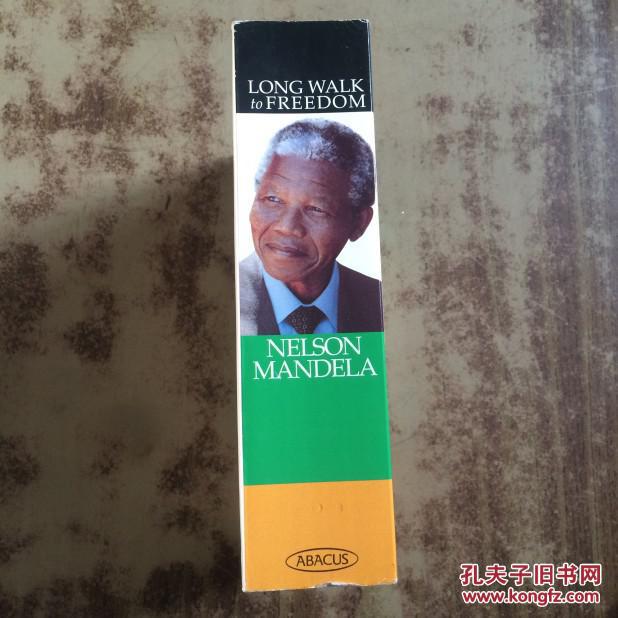 LONG WALK
to FREEDOM
NELSON
MANDELA
ABACUS
孔夫子旧书网
www.kongfz.com